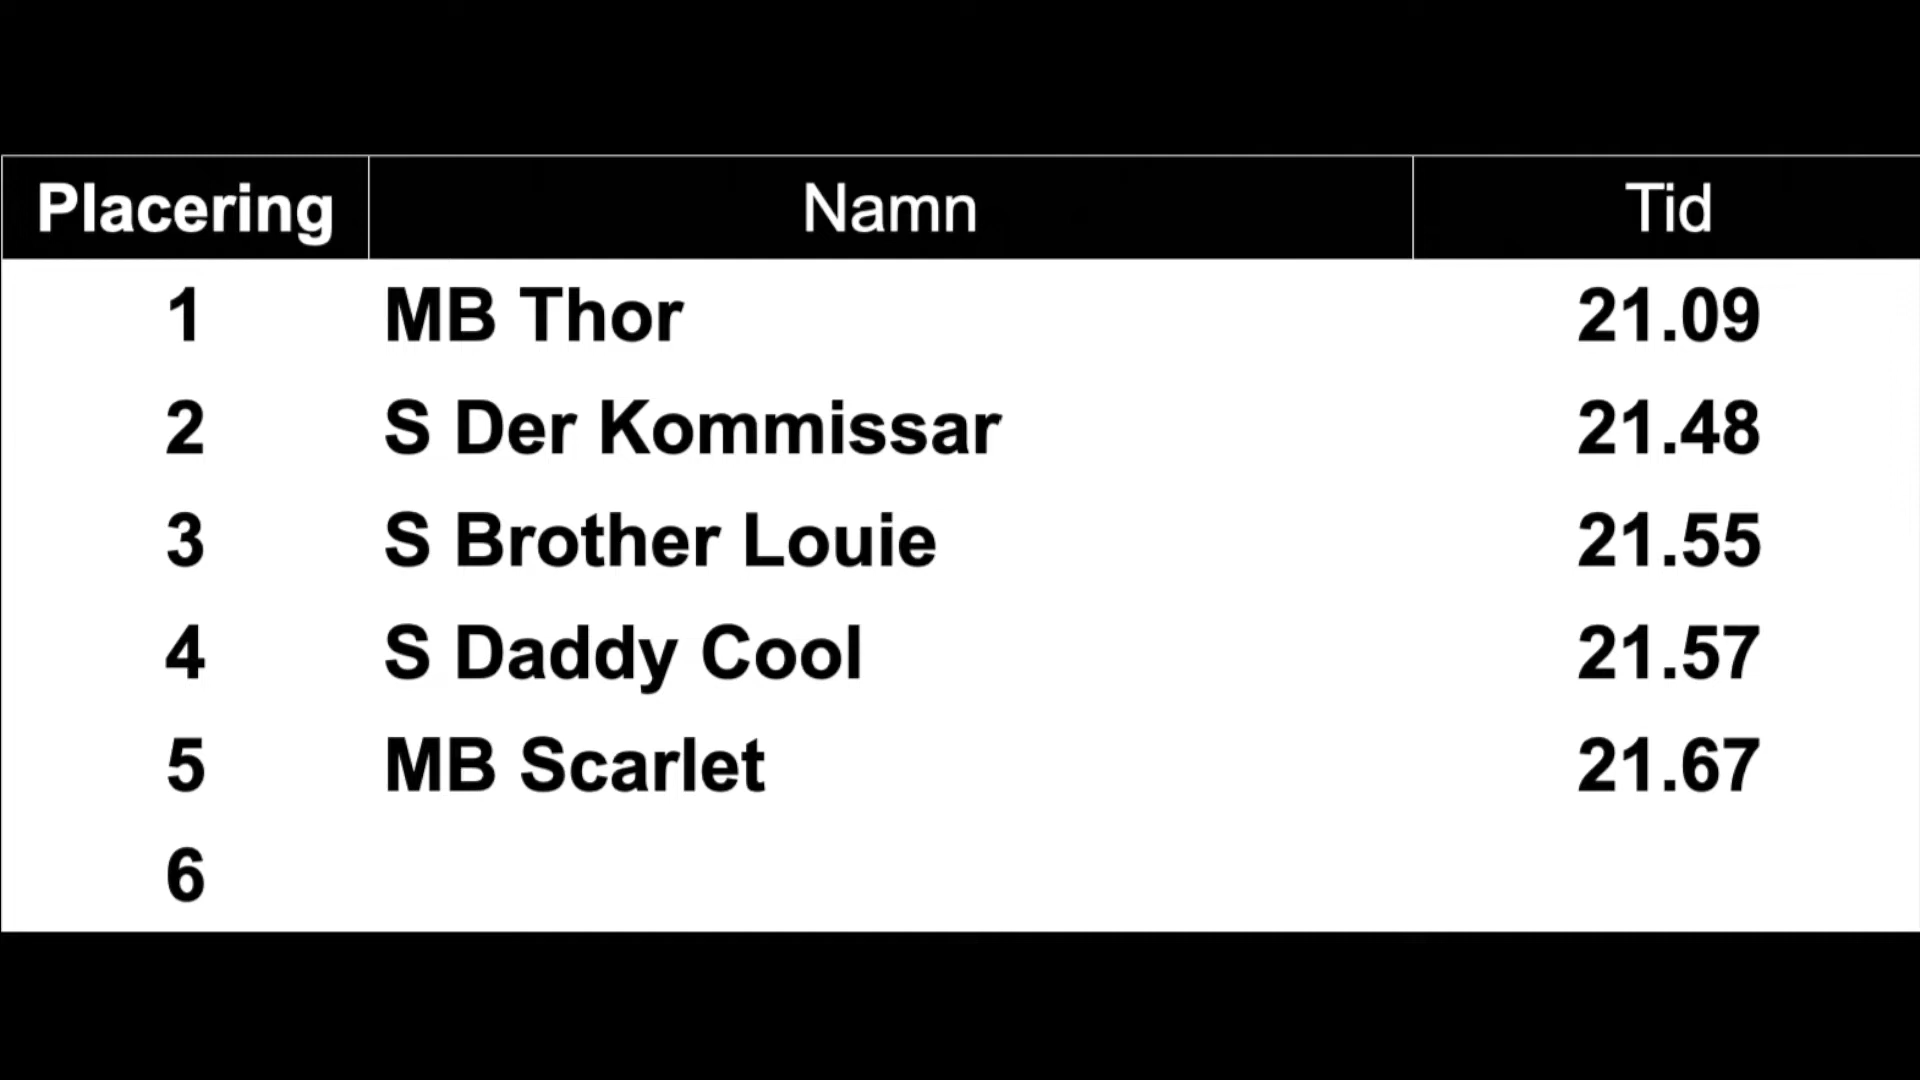 Placering Namn Tid
1 MB Thor 21.09
2 S Der Kommissar 21.48
3 S Brother Louie 21.55
4 S Daddy Cool 21.57
5 MB Scarlet 21.67
6